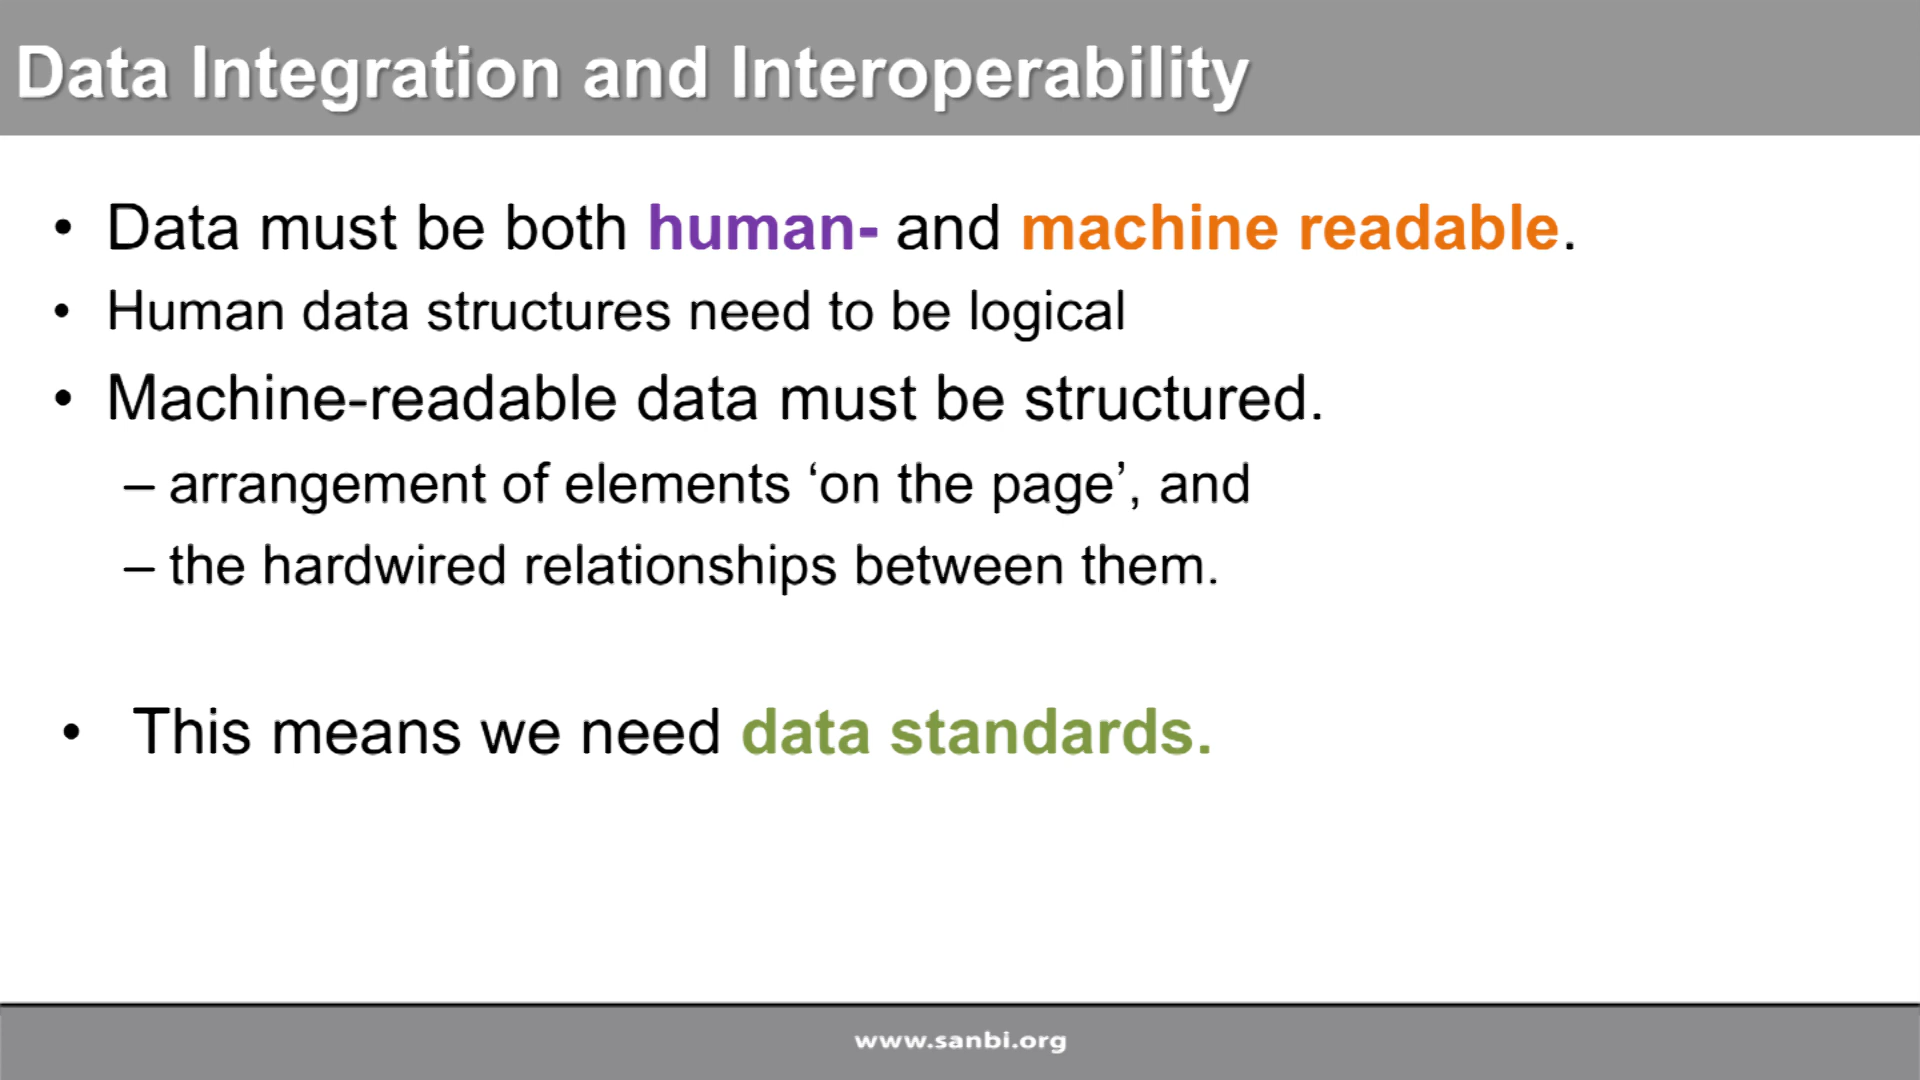 Data Integration and Interoperability
• Data must be both human- and machine readable.
• Human data structures need to be logical
• Machine-readable data must be structured.
– arrangement of elements ‘on the page’, and
– the hardwired relationships between them.
• This means we need data standards.
www.sanbi.org